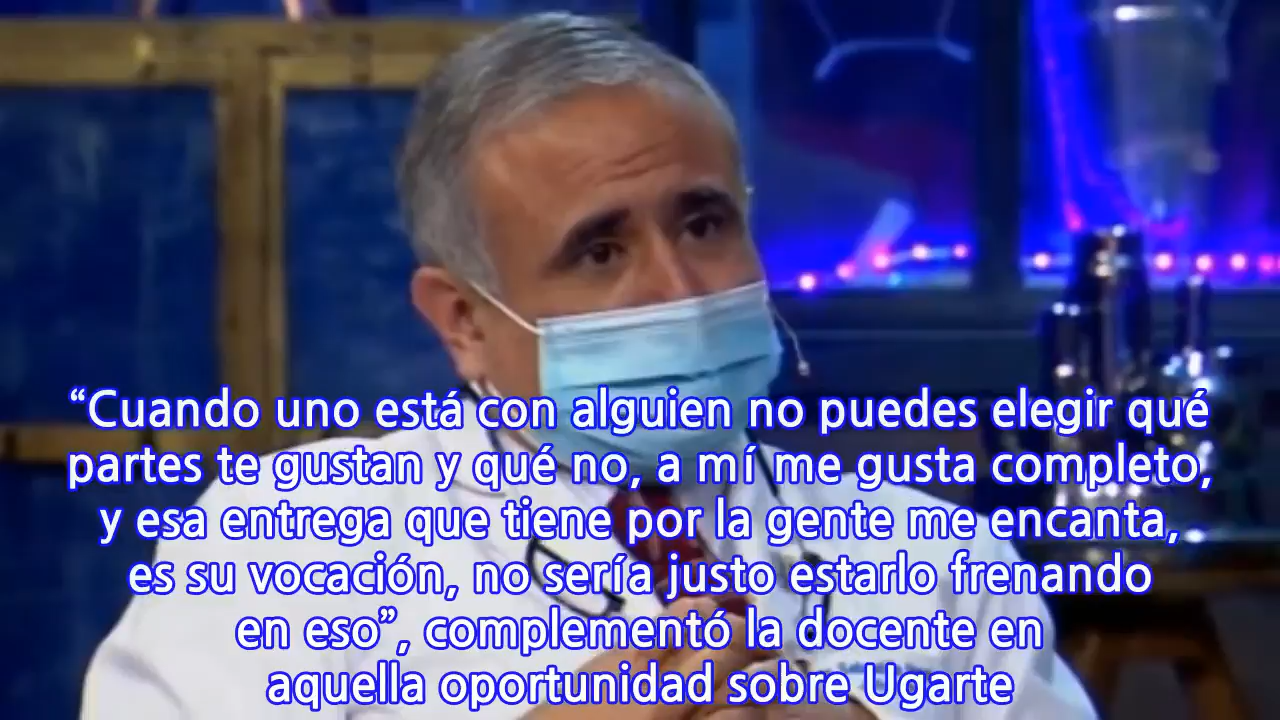 “Cuando uno está con alguien no puedes elegir qué
partes te gustan y qué no, a mí me gusta completo,
y esa entrega que tiene por la gente me encanta,
es su vocación, no sería justo estarlo frenando
en eso”, complementó la docente en
aquella oportunidad sobre Ugarte